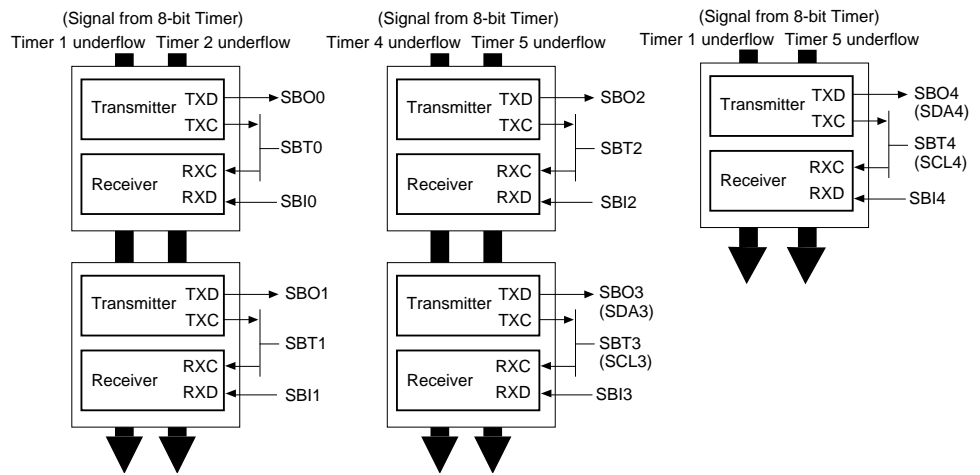 (Signal from 8-bit Timer)
Timer 1 underflow Timer 2 underflow
Transmitter
TXD
TXC
SBO0
SBT0
Receiver
RXC
RXD
SBI0
Transmitter
TXD
TXC
SBO1
SBT1
Receiver
RXC
RXD
SBI1
(Signal from 8-bit Timer)
Timer 4 underflow Timer 5 underflow
Transmitter
TXD
TXC
SBO2
SBT2
Receiver
RXC
RXD
SBI2
Transmitter
TXD
TXC
SBO3
(SDA3)
SBT3
(SCL3)
Receiver
RXC
RXD
SBI3
(Signal from 8-bit Timer)
Timer 1 underflow Timer 5 underflow
Transmitter
TXD
TXC
SBO4
(SDA4)
SBT4
(SCL4)
Receiver
RXC
RXD
SBI4